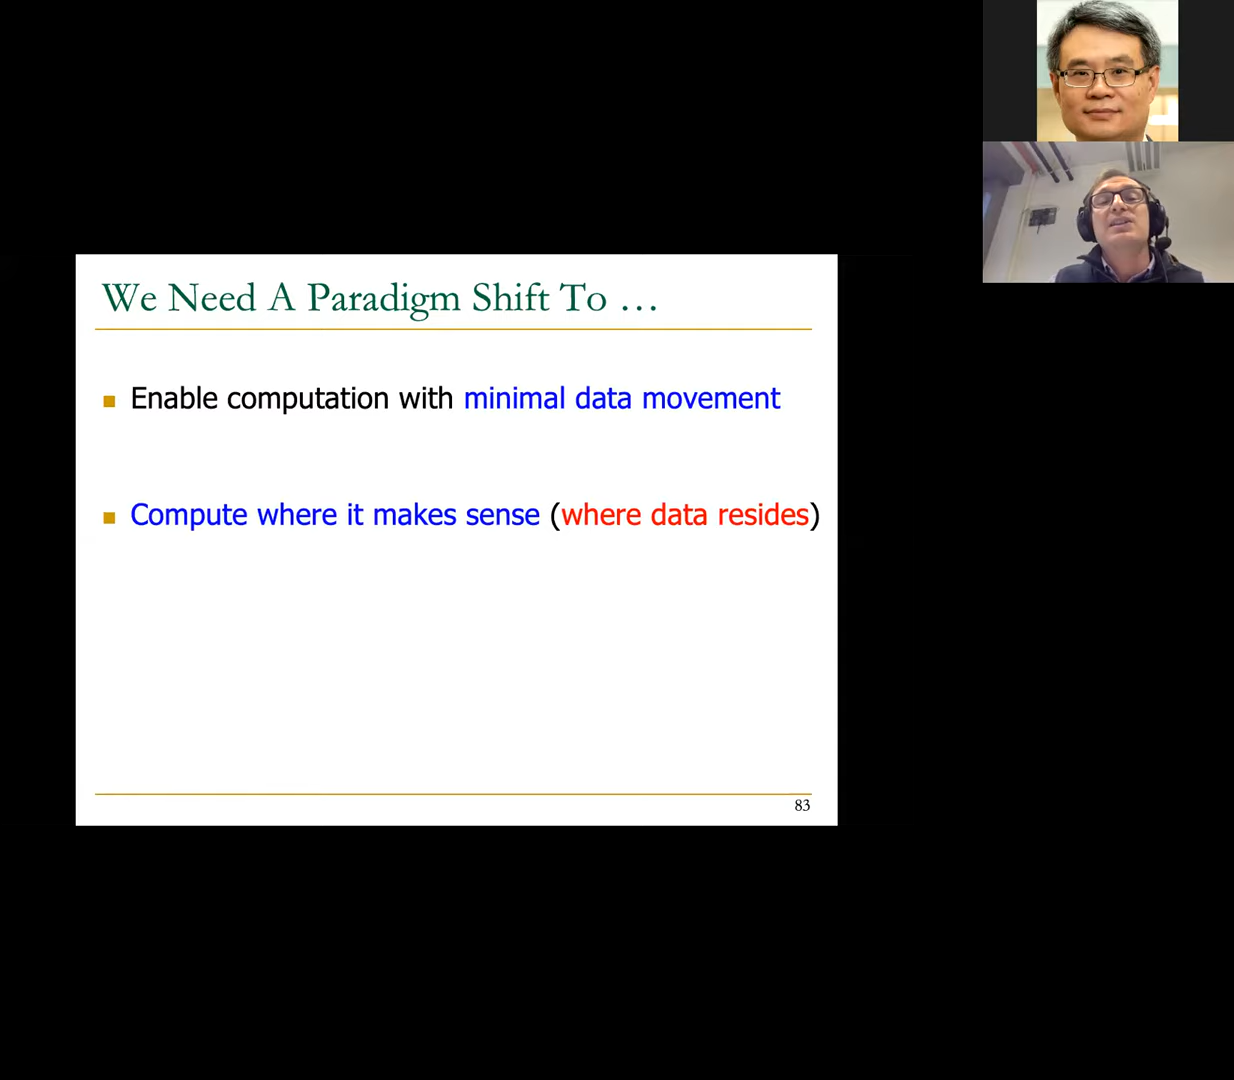 We Need A Paradigm Shift To …
Enable computation with minimal data movement
Compute where it makes sense (where data resides)
83